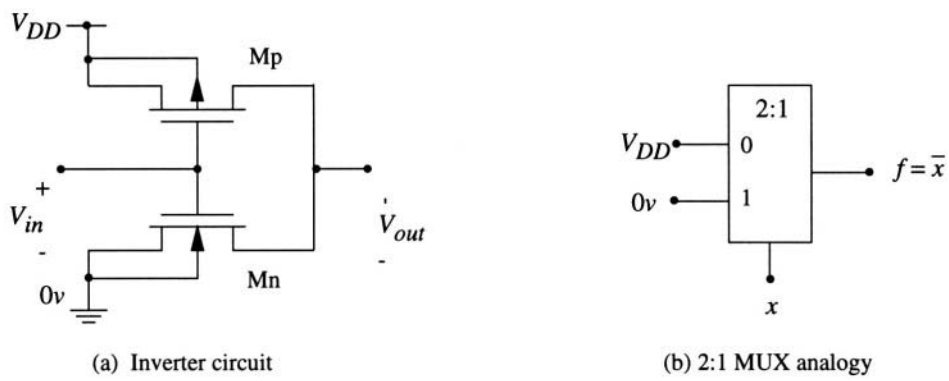 V_DD
Mp
+
V_in
-
0v
Mn
V_out
-
(a) Inverter circuit
2:1
V_DD
0
0v
1
f = x̄
x
(b) 2:1 MUX analogy